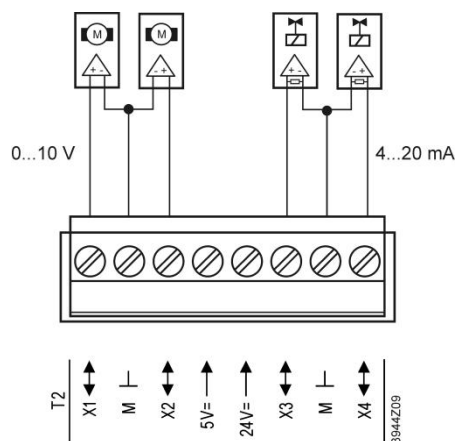 M
M
+ -
- +
+ -
- +
0...10 V
4...20 mA
T2
X1
M
X2
5V=
24V=
X3
M
X4
3944Z09